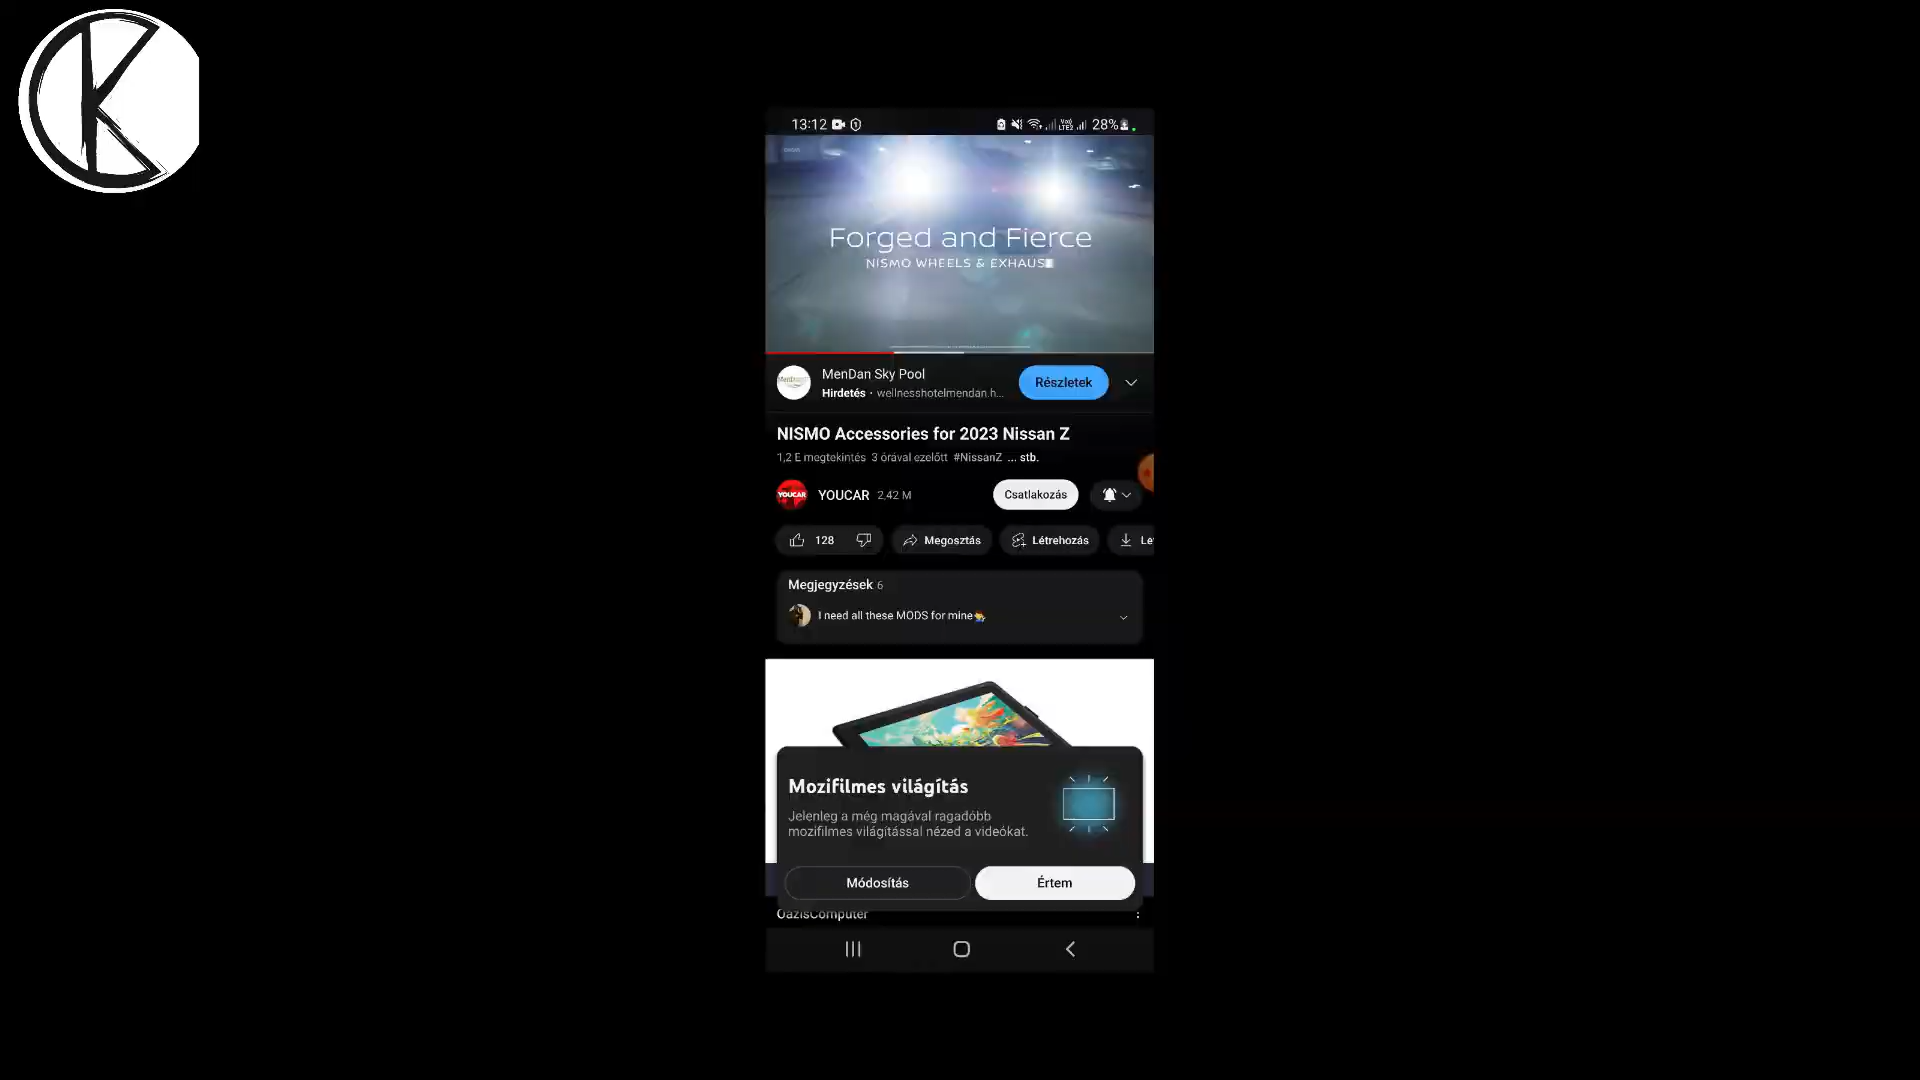 K
13:12
28%
Forged and Fierce
NISMO WHEELS & EXHAUS
MenDan Sky Pool
Hirdetés · wellnesshotelmendan.h...
Részletek
NISMO Accessories for 2023 Nissan Z
1,2 E megtekintés 3 órával ezelőtt #NissanZ ... stb.
YOUCAR
YOUCAR 2,42 M
Csatlakozás
128
Megosztás
Létrehozás
Le
Megjegyzések 6
I need all these MODS for mine
Mozifilmes világítás
Jelenleg a még magával ragadóbb
mozifilmes világítással nézed a videókat.
Módosítás
Értem
OázisComputer